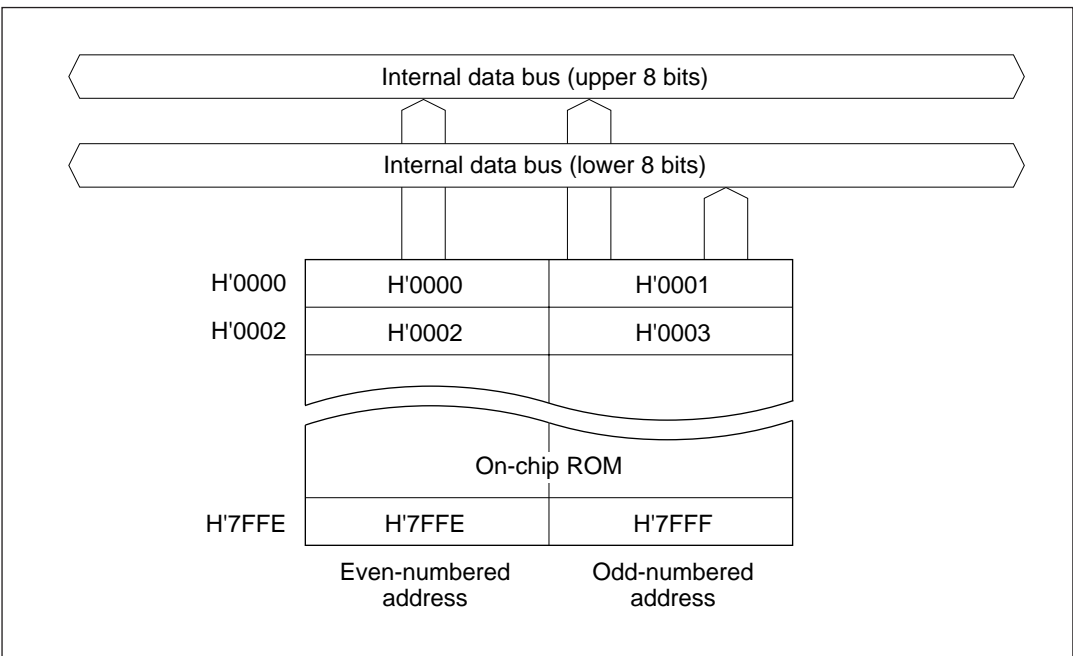 Internal data bus (upper 8 bits)
Internal data bus (lower 8 bits)
H'0000 H'0000 H'0001
H'0002 H'0002 H'0003
On-chip ROM
H'7FFE H'7FFE H'7FFF
Even-numbered Odd-numbered
address address